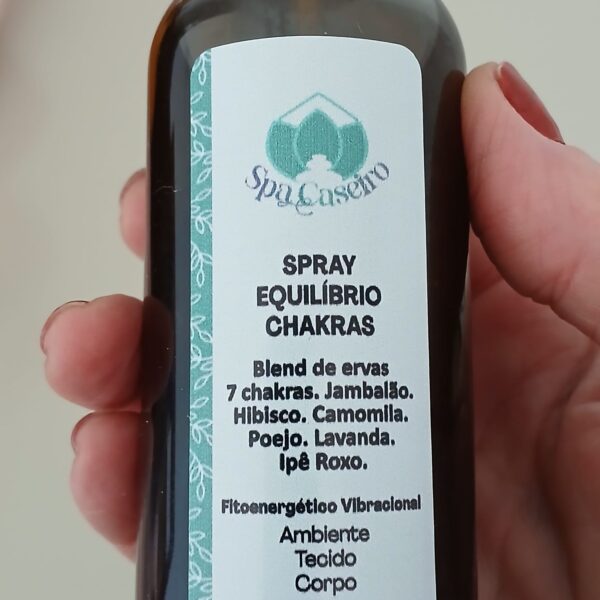 Spa Caseiro
SPRAY
EQUILÍBRIO
CHAKRAS
Blend de ervas
7 chakras. Jambalão.
Hibisco. Camomila.
Poejo. Lavanda.
Ipê Roxo.
Fitoenergético Vibracional
Ambiente
Tecido
Corpo